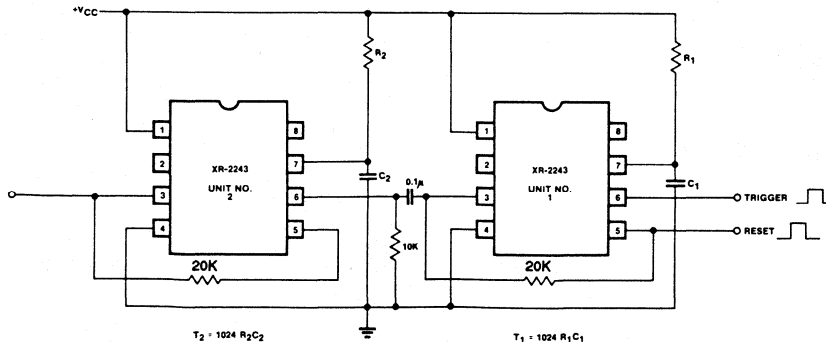 +VCC
R2
R1
1
8
2
7
3
6
4
5
XR-2243
UNIT NO.
2
C2
0.1μ
10K
20K
1
8
2
7
3
6
4
5
XR-2243
UNIT NO.
1
C1
TRIGGER
RESET
20K
T2 = 1024 R2C2
T1 = 1024 R1C1